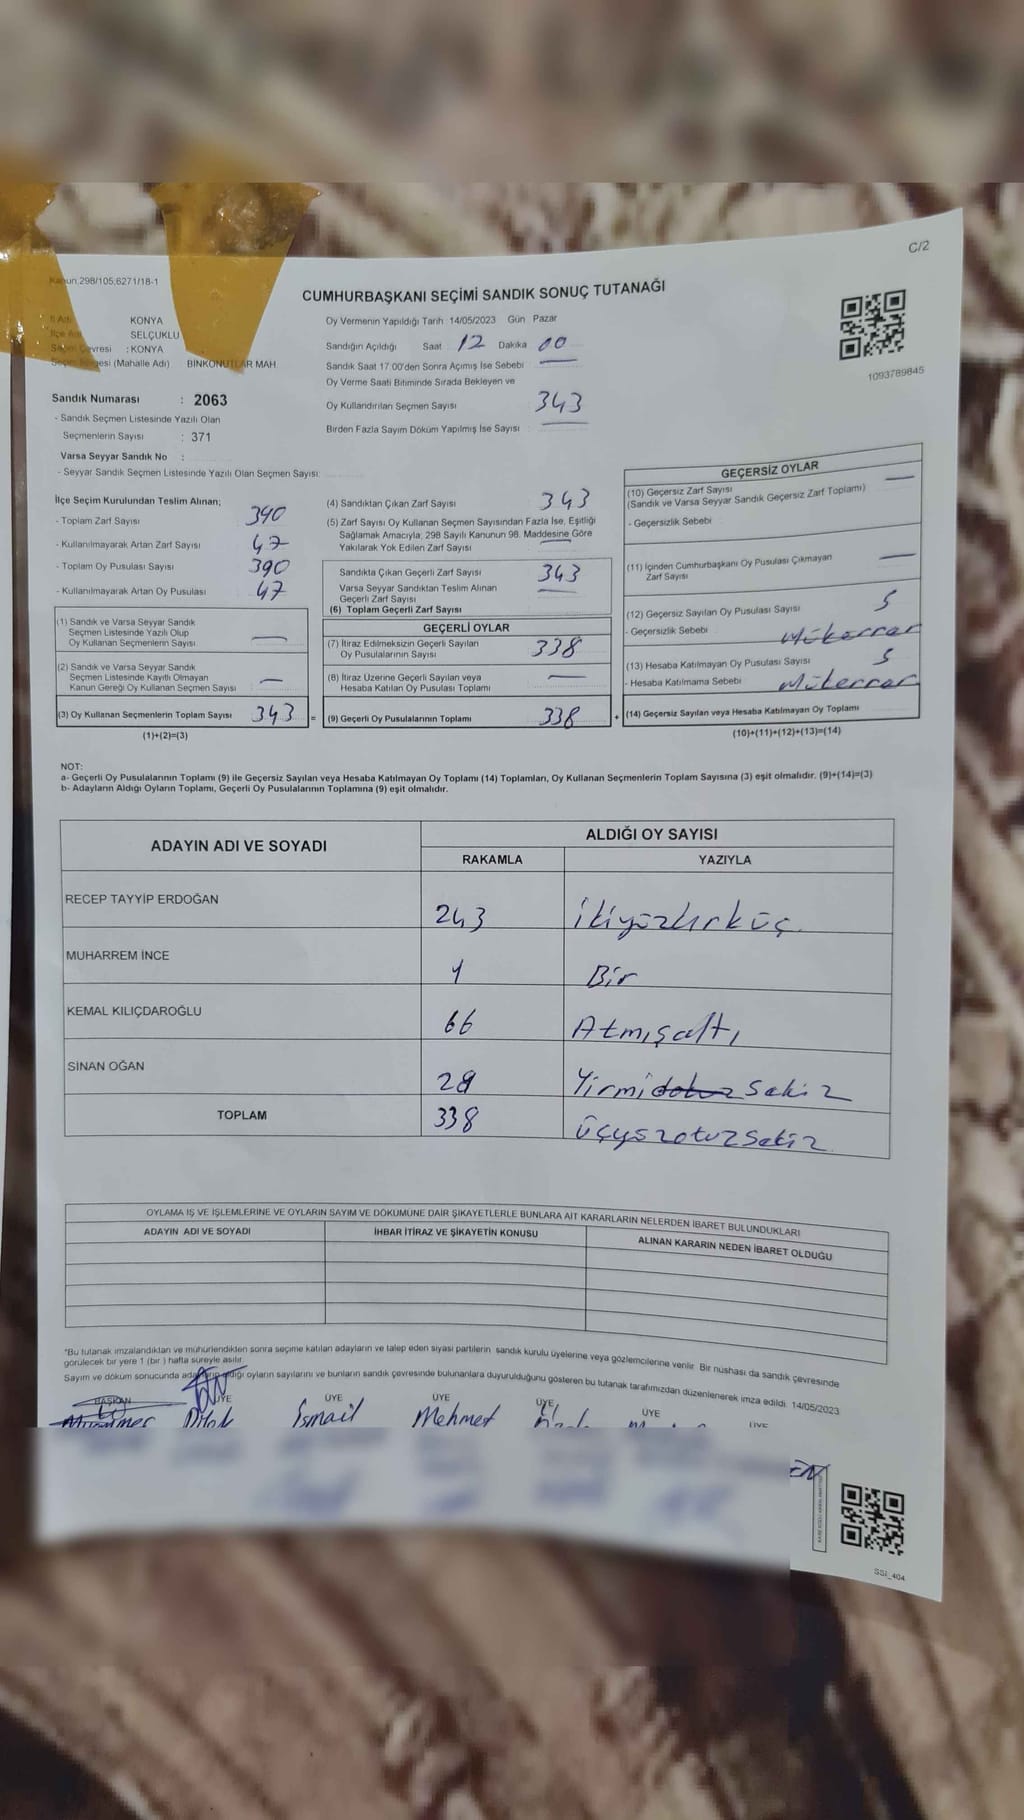 C/2
Kanun;298/105;6271/18-1
CUMHURBAŞKANI SEÇİMİ SANDIK SONUÇ TUTANAĞI
KONYA
SELÇUKLU
Seçim Çevresi : KONYA
(Mahalle Adı) BİNKONUTLAR MAH.
Sandık Numarası : 2063
- Sandık Seçmen Listesinde Yazılı Olan
Seçmenlerin Sayısı : 371
Varsa Seyyar Sandık No :
- Seyyar Sandık Seçmen Listesinde Yazılı Olan Seçmen Sayısı:
Oy Vermenin Yapıldığı Tarih 14/05/2023 Gün Pazar
Sandığın Açıldığı Saat 12 Dakika 00
Sandık Saat 17.00'den Sonra Açımış İse Sebebi —
Oy Verme Saati Bitiminde Sırada Bekleyen ve
Oy Kullandırılan Seçmen Sayısı 343
Birden Fazla Sayım Döküm Yapılmış İse Sayısı —
1093789845
İlçe Seçim Kurulundan Teslim Alınan;
- Toplam Zarf Sayısı 390
- Kullanılmayarak Artan Zarf Sayısı 47
- Toplam Oy Pusulası Sayısı 390
- Kullanılmayarak Artan Oy Pusulası 47
(1) Sandık ve Varsa Seyyar Sandık
Seçmen Listesinde Yazılı Olup
Oy Kullanan Seçmenlerin Sayısı —
(2) Sandık ve Varsa Seyyar Sandık
Seçmen Listesinde Kayıtlı Olmayan
Kanun Gereği Oy Kullanan Seçmen Sayısı —
(3) Oy Kullanan Seçmenlerin Toplam Sayısı 343 =
(1)+(2)=(3)
(4) Sandıktan Çıkan Zarf Sayısı 343
(5) Zarf Sayısı Oy Kullanan Seçmen Sayısından Fazla İse, Eşitliği
Sağlamak Amacıyla, 298 Sayılı Kanunun 98. Maddesine Göre
Yakılarak Yok Edilen Zarf Sayısı —
Sandıkta Çıkan Geçerli Zarf Sayısı 343
Varsa Seyyar Sandıktan Teslim Alınan
Geçerli Zarf Sayısı —
(6) Toplam Geçerli Zarf Sayısı
GEÇERLİ OYLAR
(7) İtiraz Edilmeksizin Geçerli Sayılan
Oy Pusulalarının Sayısı 338
(8) İtiraz Üzerine Geçerli Sayılan veya
Hesaba Katılan Oy Pusulası Toplamı —
(9) Geçerli Oy Pusulalarının Toplamı 338 +
GEÇERSİZ OYLAR
(10) Geçersiz Zarf Sayısı —
(Sandık ve Varsa Seyyar Sandık Geçersiz Zarf Toplamı)
- Geçersizlik Sebebi
(11) İçinden Cumhurbaşkanı Oy Pusulası Çıkmayan —
Zarf Sayısı
(12) Geçersiz Sayılan Oy Pusulası Sayısı 5
- Geçersizlik Sebebi Mükerrer
(13) Hesaba Katılmayan Oy Pusulası Sayısı 5
- Hesaba Katılmama Sebebi Mükerrer
(14) Geçersiz Sayılan veya Hesaba Katılmayan Oy Toplamı
(10)+(11)+(12)+(13)=(14)
NOT:
a- Geçerli Oy Pusulalarının Toplamı (9) ile Geçersiz Sayılan veya Hesaba Katılmayan Oy Toplamı (14) Toplamları, Oy Kullanan Seçmenlerin Toplam Sayısına (3) eşit olmalıdır. (9)+(14)=(3)
b- Adayların Aldığı Oyların Toplamı, Geçerli Oy Pusulalarının Toplamına (9) eşit olmalıdır.
ADAYIN ADI VE SOYADI ALDIĞI OY SAYISI
RAKAMLA YAZIYLA
RECEP TAYYİP ERDOĞAN 243 ikiyüzkırküç
MUHARREM İNCE 1 Bir
KEMAL KILIÇDAROĞLU 66 Atmışaltı
SİNAN OĞAN 28 Yirmi dokuz sekiz
TOPLAM 338 üçyüzotuzsekiz
OYLAMA İŞ VE İŞLEMLERİNE VE OYLARIN SAYIM VE DÖKÜMÜNE DAİR ŞİKAYETLERLE BUNLARA AİT KARARLARIN NELERDEN İBARET BULUNDUKLARI
ADAYIN ADI VE SOYADI İHBAR İTİRAZ VE ŞİKAYETİN KONUSU ALINAN KARARIN NEDEN İBARET OLDUĞU
*Bu tutanak imzalandıktan ve mühürlendikten sonra seçime katılan adayların ve talep eden siyasi partilerin sandık kurulu üyelerine veya gözlemcilerine verilir. Bir nüshası da sandık çevresinde
görülecek bir yere 1 (bir ) hafta süreyle asılır.
Sayım ve döküm sonucunda oyların sayılarını ve bunların sandık çevresinde bulunanlara duyurulduğunu gösteren bu tutanak tarafımızdan düzenlenerek imza edildi. 14/05/2023
BAŞKAN ÜYE ÜYE ÜYE ÜYE ÜYE ÜYE
Dilek İsmail Mehmet
SSI_404